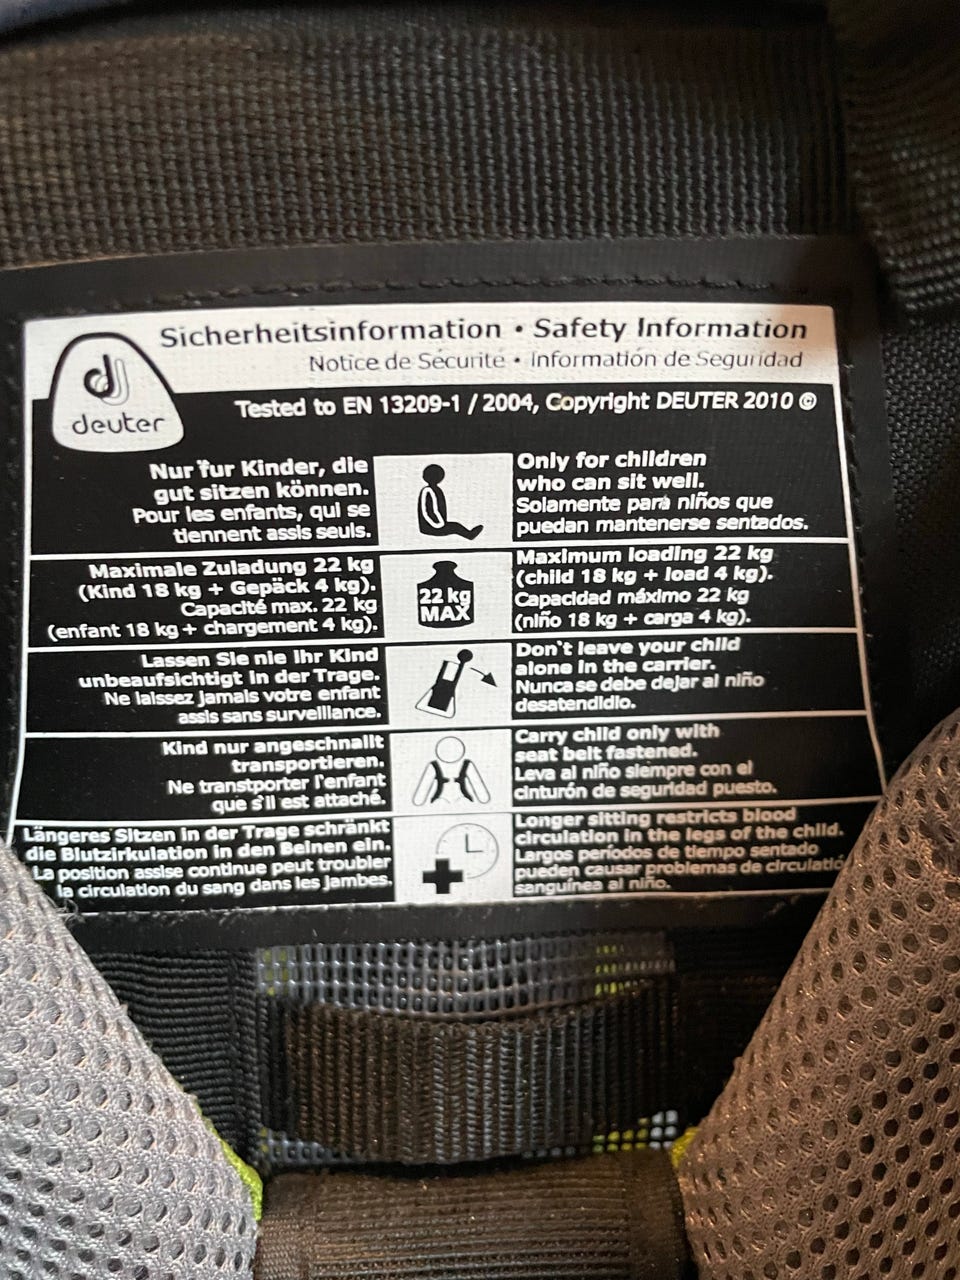 Sicherheitsinformation • Safety Information
Notice de Sécurité • Información de Seguridad
deuter
Tested to EN 13209-1 / 2004, Copyright DEUTER 2010 ©
Nur für Kinder, die
gut sitzen können.
Pour les enfants, qui se
tiennent assis seuls.
Only for children
who can sit well.
Solamente para niños que
puedan mantenerse sentados.
Maximale Zuladung 22 kg
(Kind 18 kg + Gepäck 4 kg).
Capacité max. 22 kg
(enfant 18 kg + chargement 4 kg).
22 kg
MAX
Maximum loading 22 kg
(child 18 kg + load 4 kg).
Capacidad máximo 22 kg
(niño 18 kg + carga 4 kg).
Lassen Sie nie Ihr Kind
unbeaufsichtigt in der Trage.
Ne laissez jamais votre enfant
assis sans surveillance.
Don't leave your child
alone in the carrier.
Nunca se debe dejar al niño
desatendidio.
Kind nur angeschnallt
transportieren.
Ne transtporter l'enfant
que s'il est attaché.
Carry child only with
seat belt fastened.
Leva al niño siempre con el
cinturón de seguridad puesto.
Längeres Sitzen in der Trage schränkt
die Blutzirkulation in den Beinen ein.
La position assise continue peut troubler
la circulation du sang dans les jambes.
Longer sitting restricts blood
circulation in the legs of the child.
Largos períodos de tiempo sentado
pueden causar problemas de circulatió
sanguínea al niño.